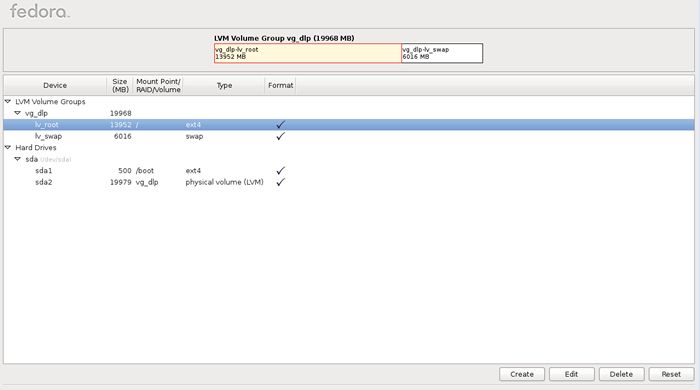 fedora
LVM Volume Group vg_dlp (19968 MB)
vg_dlp-lv_root vg_dlp-lv_swap
13952 MB 6016 MB
Device Size (MB) Mount Point/ RAID/Volume Type Format
LVM Volume Groups
vg_dlp 19968
lv_root 13952 / ext4 ✓
lv_swap 6016 swap ✓
Hard Drives
sda (/dev/sda)
sda1 500 /boot ext4 ✓
sda2 19979 vg_dlp physical volume (LVM) ✓
Create Edit Delete Reset